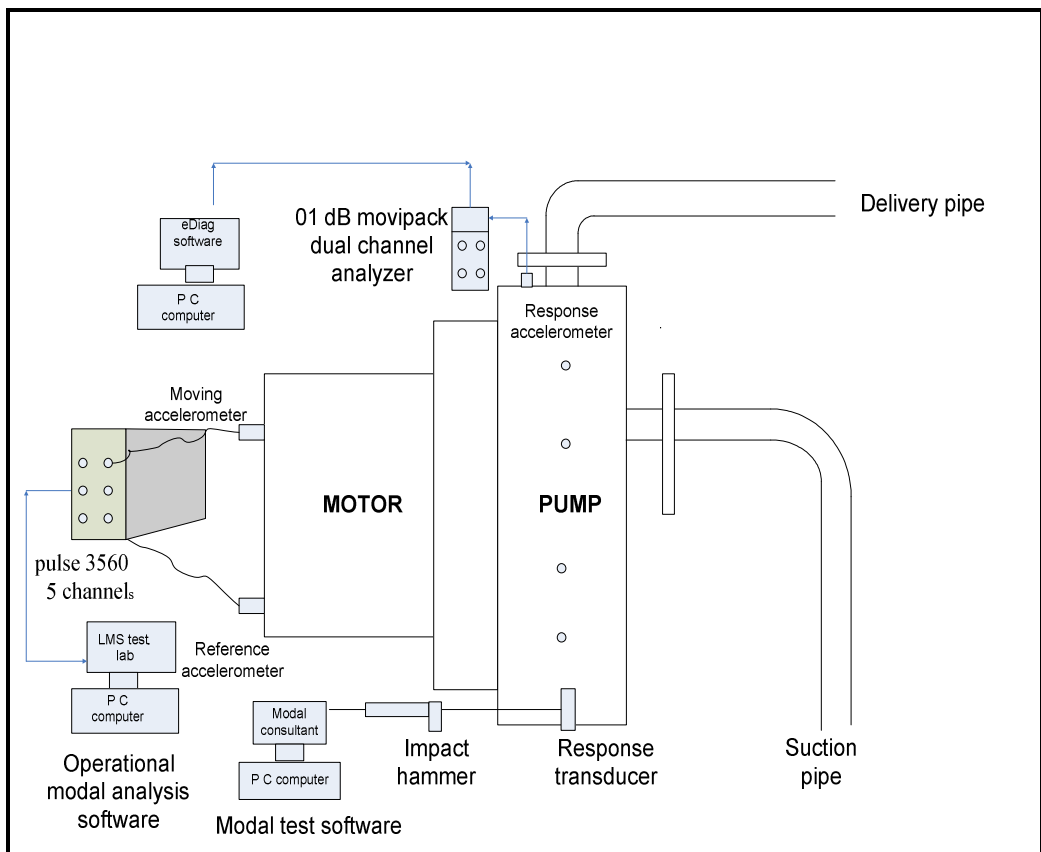 eDiag
software
P C
computer
01 dB movipack
dual channel
analyzer
Delivery pipe
Response
accelerometer
Moving
accelerometer
MOTOR
PUMP
pulse 3560
5 channels
LMS test
lab
P C
computer
Reference
accelerometer
Operational
modal analysis
software
Modal
consultant
P C computer
Modal test software
Impact
hammer
Response
transducer
Suction
pipe